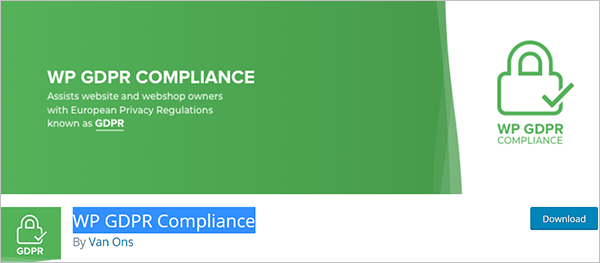 WP GDPR COMPLIANCE
Assists website and webshop owners
with European Privacy Regulations
known as GDPR
WP GDPR
COMPLIANCE
GDPR
WP GDPR Compliance
By Van Ons
Download